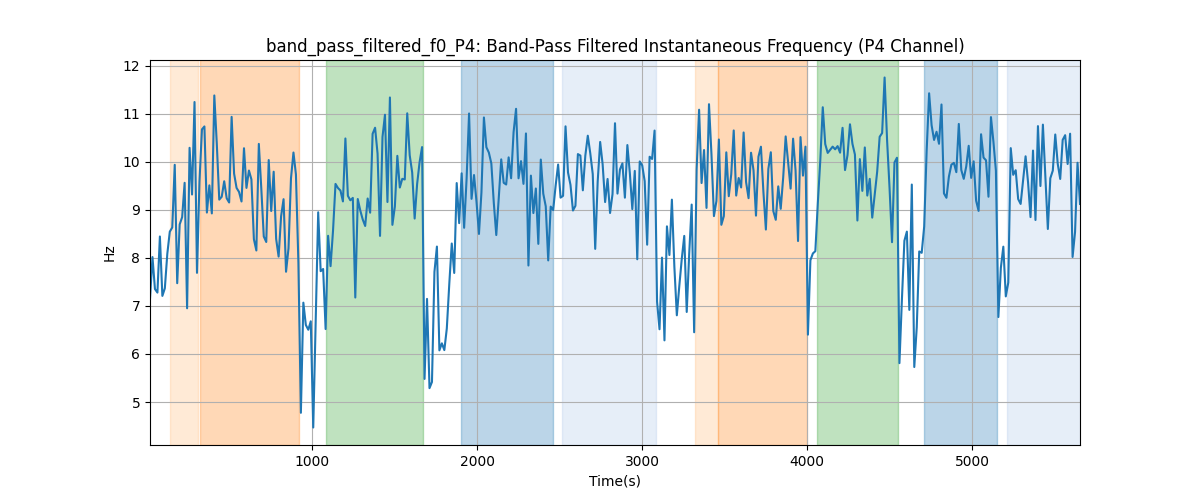 band_pass_filtered_f0_P4: Band-Pass Filtered Instantaneous Frequency (P4 Channel)
12
11
10
9
8
7
6
5
Hz
1000 2000 3000 4000 5000
Time(s)